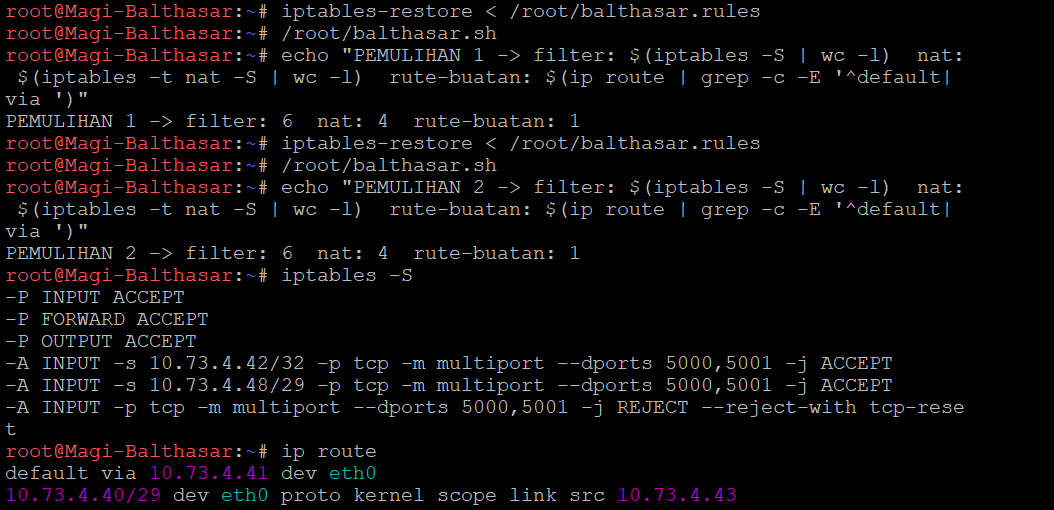 root@Magi-Balthasar:~# iptables-restore < /root/balthasar.rules
root@Magi-Balthasar:~# /root/balthasar.sh
root@Magi-Balthasar:~# echo "PEMULIHAN 1 -> filter: $(iptables -S | wc -l)  nat:
 $(iptables -t nat -S | wc -l)  rute-buatan: $(ip route | grep -c -E '^default|
via ')"
PEMULIHAN 1 -> filter: 6  nat: 4  rute-buatan: 1
root@Magi-Balthasar:~# iptables-restore < /root/balthasar.rules
root@Magi-Balthasar:~# /root/balthasar.sh
root@Magi-Balthasar:~# echo "PEMULIHAN 2 -> filter: $(iptables -S | wc -l)  nat:
 $(iptables -t nat -S | wc -l)  rute-buatan: $(ip route | grep -c -E '^default|
via ')"
PEMULIHAN 2 -> filter: 6  nat: 4  rute-buatan: 1
root@Magi-Balthasar:~# iptables -S
-P INPUT ACCEPT
-P FORWARD ACCEPT
-P OUTPUT ACCEPT
-A INPUT -s 10.73.4.42/32 -p tcp -m multiport --dports 5000,5001 -j ACCEPT
-A INPUT -s 10.73.4.48/29 -p tcp -m multiport --dports 5000,5001 -j ACCEPT
-A INPUT -p tcp -m multiport --dports 5000,5001 -j REJECT --reject-with tcp-rese
t
root@Magi-Balthasar:~# ip route
default via 10.73.4.41 dev eth0
10.73.4.40/29 dev eth0 proto kernel scope link src 10.73.4.43